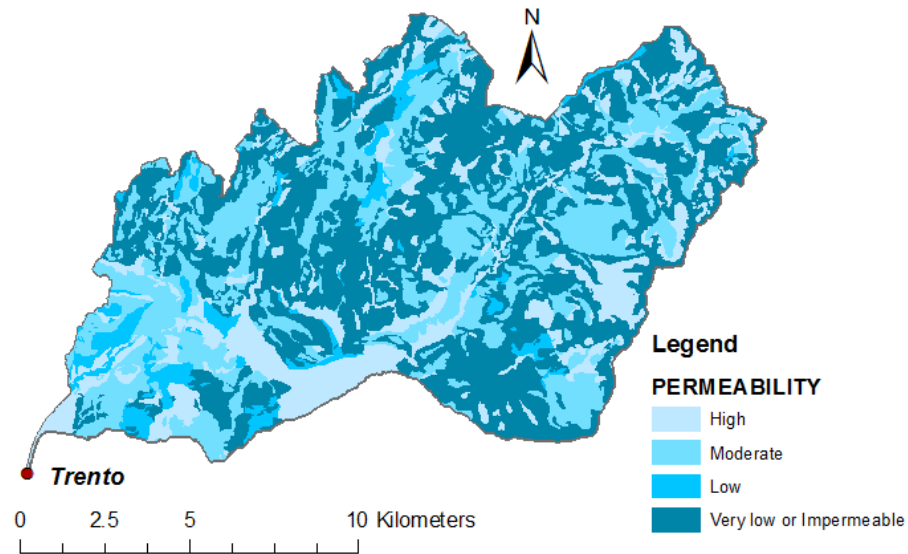 N
Legend
PERMEABILITY
High
Moderate
Low
Very low or Impermeable
Trento
0 2.5 5 10 Kilometers